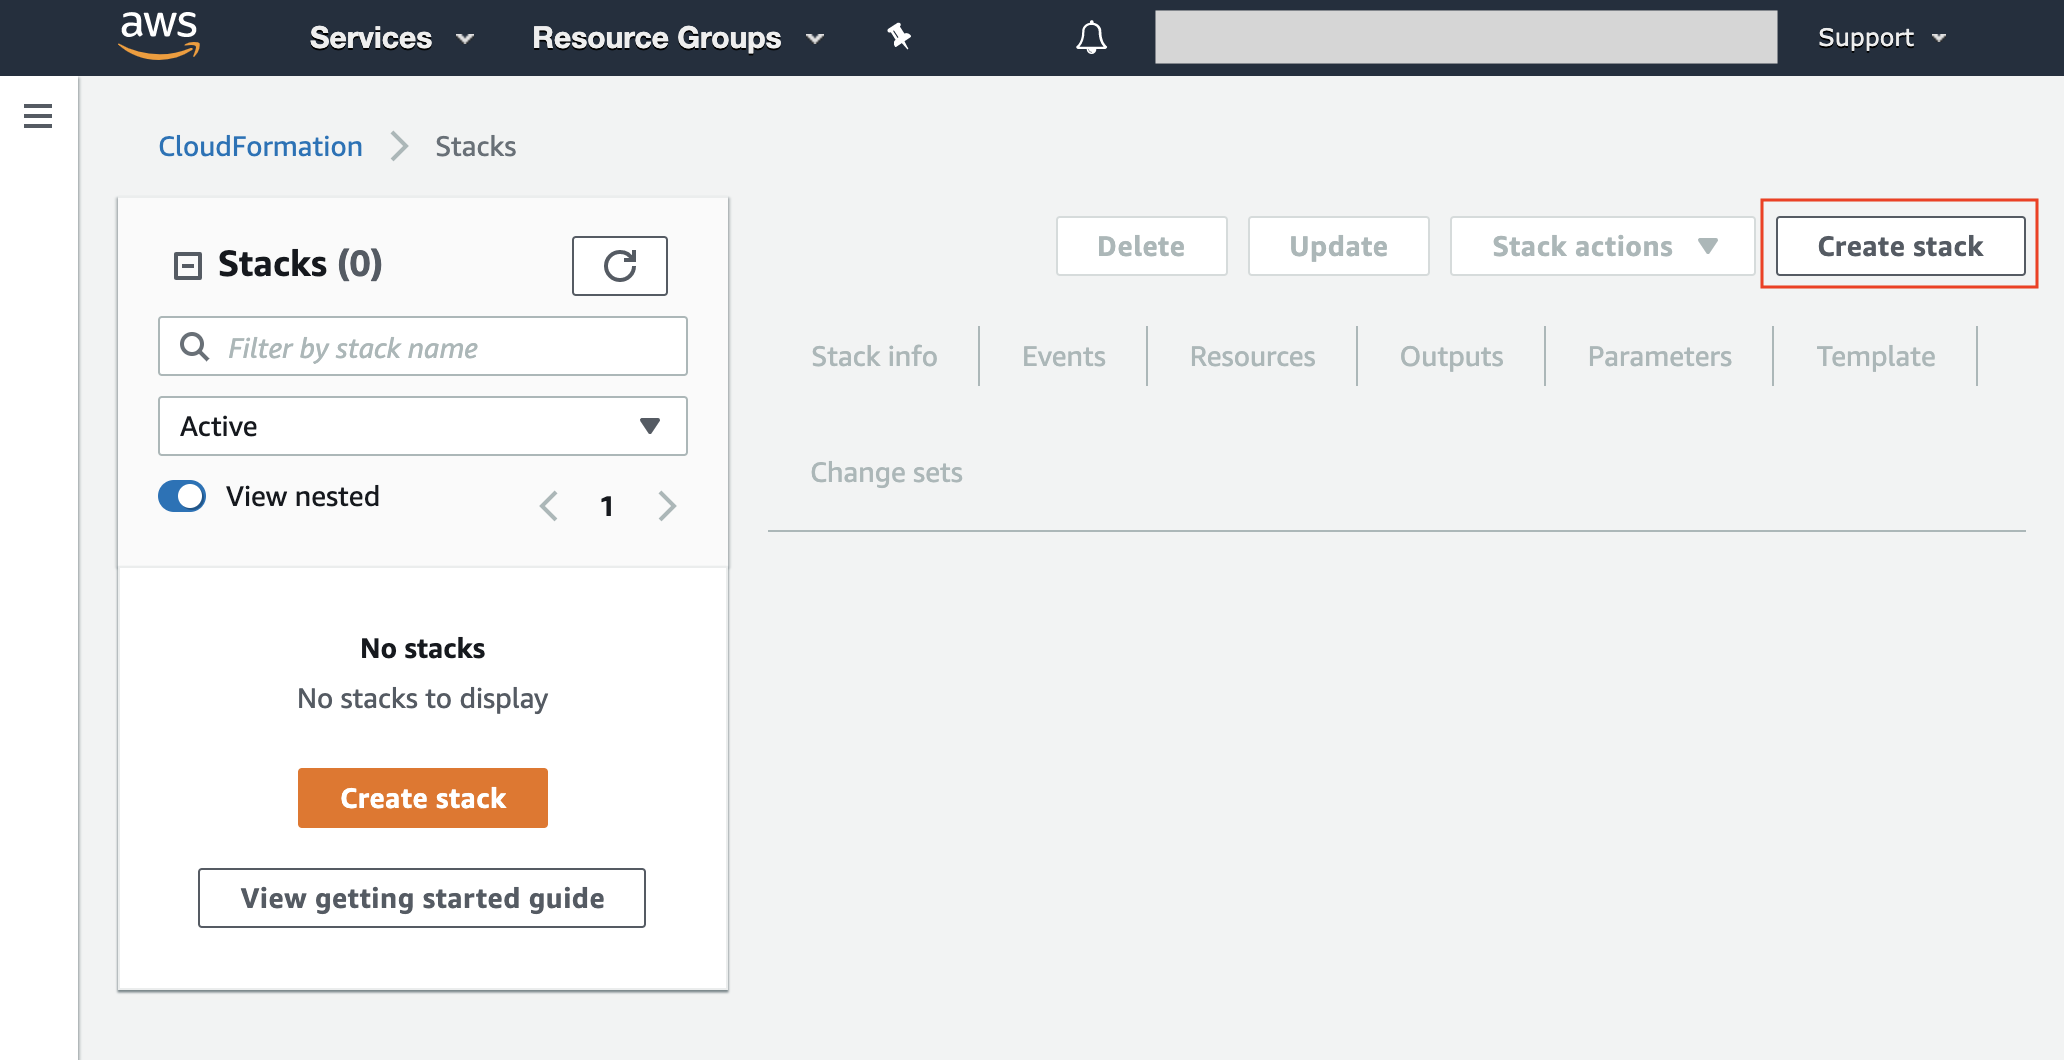 aws Services Resource Groups Support
CloudFormation Stacks
Stacks (0)
Delete Update Stack actions Create stack
Filter by stack name
Stack info Events Resources Outputs Parameters Template
Active
Change sets
View nested 1
No stacks
No stacks to display
Create stack
View getting started guide